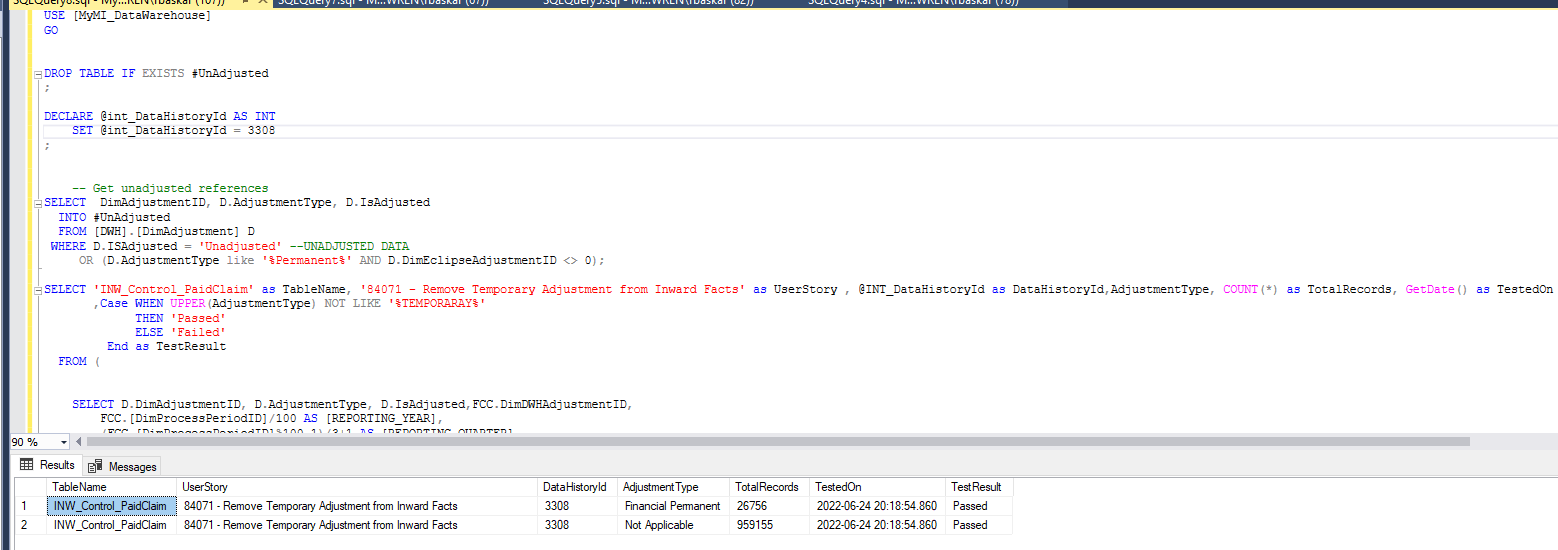 USE [MyMI_DataWarehouse]
GO
DROP TABLE IF EXISTS #UnAdjusted
;
DECLARE @int_DataHistoryId AS INT
SET @int_DataHistoryId = 3308
;
-- Get unadjusted references
SELECT DimAdjustmentID, D.AdjustmentType, D.IsAdjusted
INTO #UnAdjusted
FROM [DWH].[DimAdjustment] D
WHERE D.ISAdjusted = 'Unadjusted' --UNADJUSTED DATA
OR (D.AdjustmentType like '%Permanent%' AND D.DimEclipseAdjustmentID <> 0);
SELECT 'INW_Control_PaidClaim' as TableName, '84071 - Remove Temporary Adjustment from Inward Facts' as UserStory , @INT_DataHistoryId as DataHistoryId,AdjustmentType, COUNT(*) as TotalRecords, GetDate() as TestedOn
,Case WHEN UPPER(AdjustmentType) NOT LIKE '%TEMPORARAY%'
THEN 'Passed'
ELSE 'Failed'
End as TestResult
FROM (
SELECT D.DimAdjustmentID, D.AdjustmentType, D.IsAdjusted,FCC.DimDWHAdjustmentID,
FCC.[DimProcessPeriodID]/100 AS [REPORTING_YEAR],
90 %
Results Messages
TableName UserStory DataHistoryId AdjustmentType TotalRecords TestedOn TestResult
1 INW_Control_PaidClaim 84071 - Remove Temporary Adjustment from Inward Facts 3308 Financial Permanent 26756 2022-06-24 20:18:54.860 Passed
2 INW_Control_PaidClaim 84071 - Remove Temporary Adjustment from Inward Facts 3308 Not Applicable 959155 2022-06-24 20:18:54.860 Passed